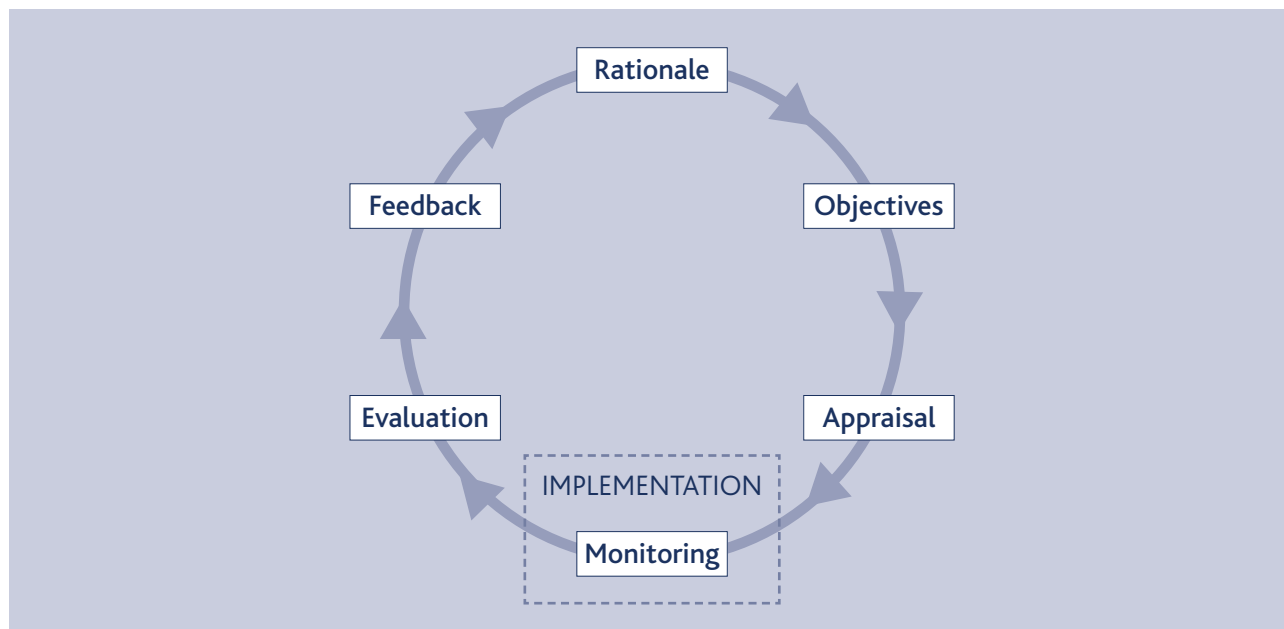 Rationale
Objectives
Appraisal
IMPLEMENTATION
Monitoring
Evaluation
Feedback